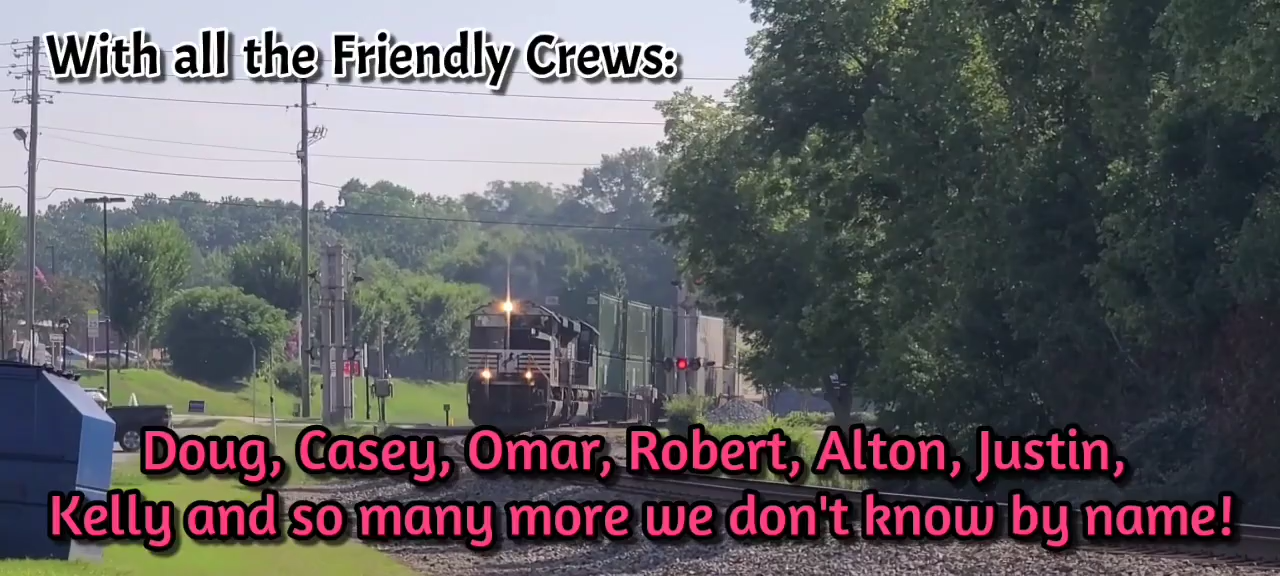 With all the Friendly Crews:
Doug, Casey, Omar, Robert, Alton, Justin,
Kelly and so many more we don't know by name!